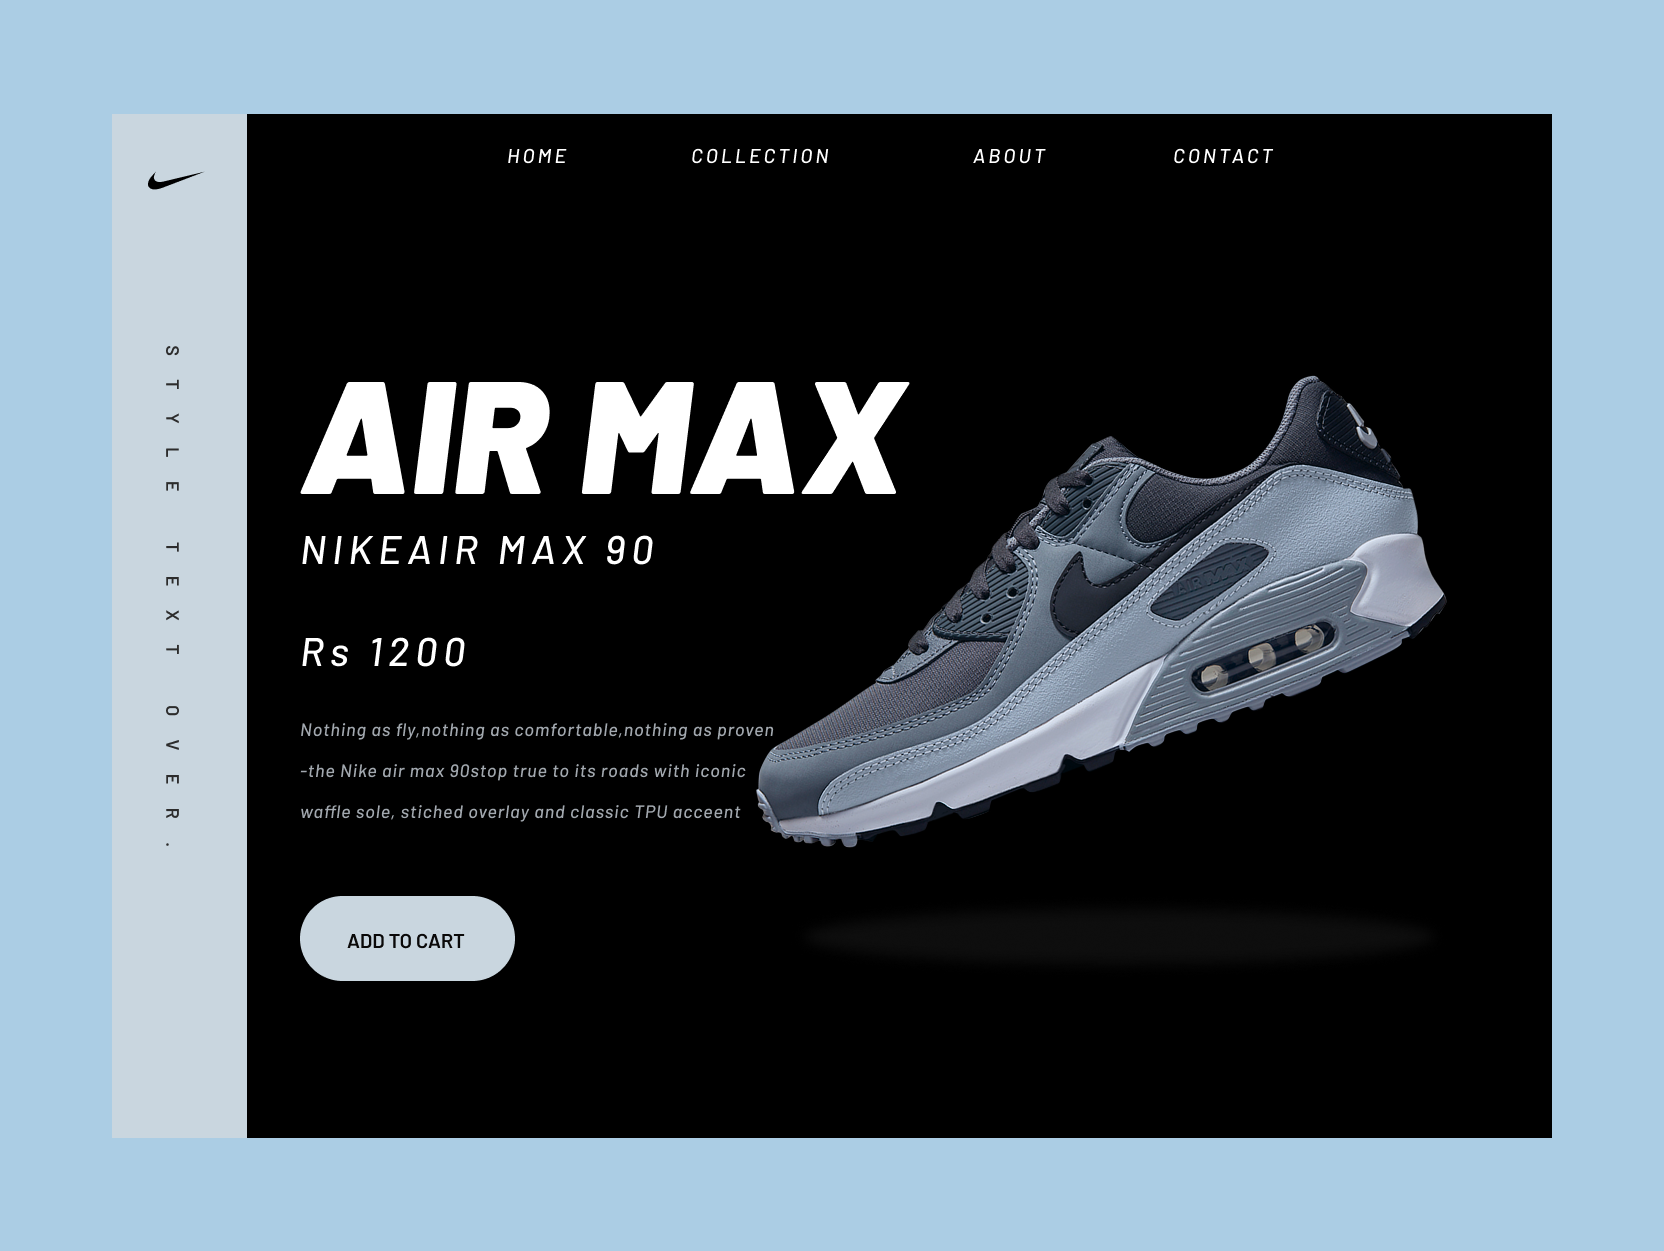 HOME COLLECTION ABOUT CONTACT
STYLE TEXT OVER.
AIR MAX
NIKEAIR MAX 90
Rs 1200
Nothing as fly,nothing as comfortable,nothing as proven
-the Nike air max 90stop true to its roads with iconic
waffle sole, stiched overlay and classic TPU acceent
ADD TO CART
AIR MAX